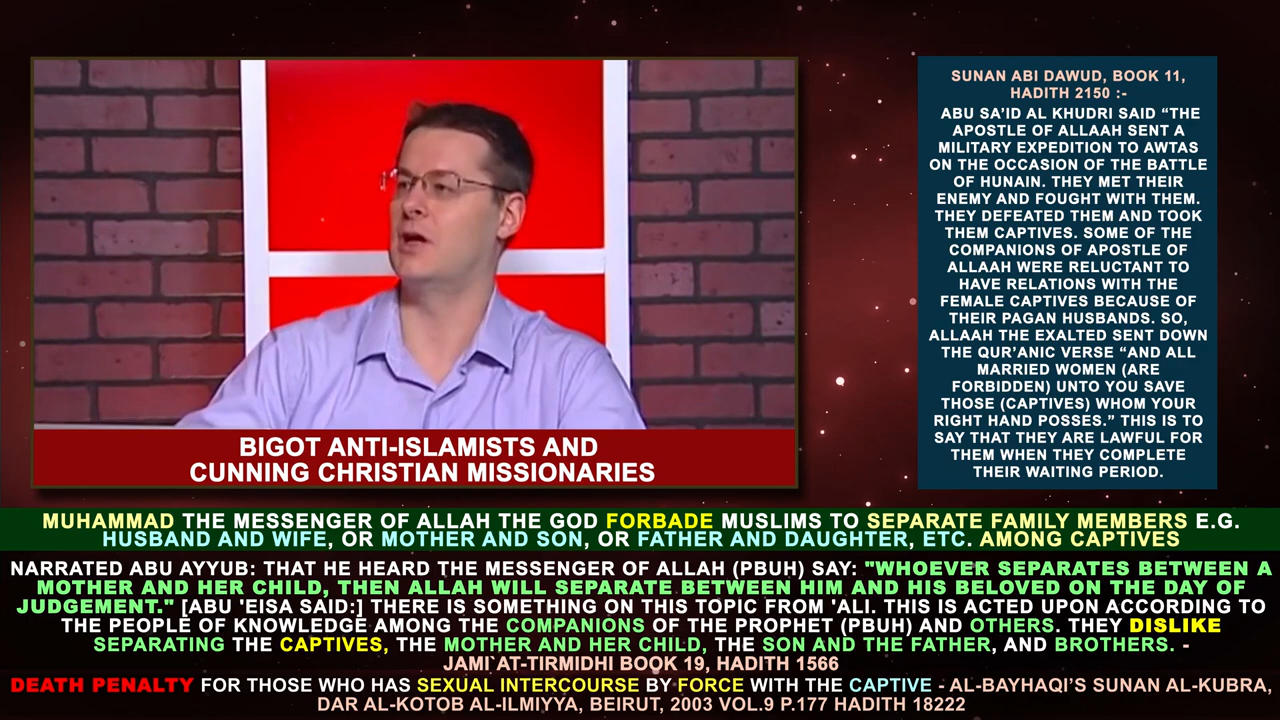 BIGOT ANTI-ISLAMISTS AND
CUNNING CHRISTIAN MISSIONARIES
SUNAN ABI DAWUD, BOOK 11,
HADITH 2150 :-
ABU SA'ID AL KHUDRI SAID “THE
APOSTLE OF ALLAAH SENT A
MILITARY EXPEDITION TO AWTAS
ON THE OCCASION OF THE BATTLE
OF HUNAIN. THEY MET THEIR
ENEMY AND FOUGHT WITH THEM.
THEY DEFEATED THEM AND TOOK
THEM CAPTIVES. SOME OF THE
COMPANIONS OF APOSTLE OF
ALLAAH WERE RELUCTANT TO
HAVE RELATIONS WITH THE
FEMALE CAPTIVES BECAUSE OF
THEIR PAGAN HUSBANDS. SO,
ALLAAH THE EXALTED SENT DOWN
THE QUR'ANIC VERSE “AND ALL
MARRIED WOMEN (ARE
FORBIDDEN) UNTO YOU SAVE
THOSE (CAPTIVES) WHOM YOUR
RIGHT HAND POSSES.” THIS IS TO
SAY THAT THEY ARE LAWFUL FOR
THEM WHEN THEY COMPLETE
THEIR WAITING PERIOD.
MUHAMMAD THE MESSENGER OF ALLAH THE GOD FORBADE MUSLIMS TO SEPARATE FAMILY MEMBERS E.G.
HUSBAND AND WIFE, OR MOTHER AND SON, OR FATHER AND DAUGHTER, ETC. AMONG CAPTIVES
NARRATED ABU AYYUB: THAT HE HEARD THE MESSENGER OF ALLAH (PBUH) SAY: "WHOEVER SEPARATES BETWEEN A
MOTHER AND HER CHILD, THEN ALLAH WILL SEPARATE BETWEEN HIM AND HIS BELOVED ON THE DAY OF
JUDGEMENT." [ABU 'EISA SAID:] THERE IS SOMETHING ON THIS TOPIC FROM 'ALI. THIS IS ACTED UPON ACCORDING TO
THE PEOPLE OF KNOWLEDGE AMONG THE COMPANIONS OF THE PROPHET (PBUH) AND OTHERS. THEY DISLIKE
SEPARATING THE CAPTIVES, THE MOTHER AND HER CHILD, THE SON AND THE FATHER, AND BROTHERS. -
JAMI`AT-TIRMIDHI BOOK 19, HADITH 1566
DEATH PENALTY FOR THOSE WHO HAS SEXUAL INTERCOURSE BY FORCE WITH THE CAPTIVE - AL-BAYHAQI'S SUNAN AL-KUBRA,
DAR AL-KOTOB AL-ILMIYYA, BEIRUT, 2003 VOL.9 P.177 HADITH 18222